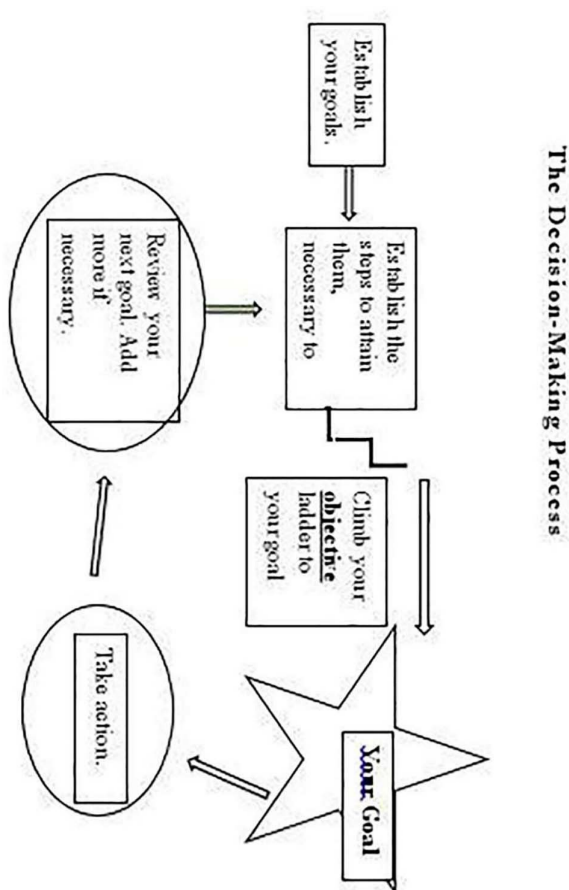 The Decision-Making Process
Establish
your goals.
Establish the
steps to attain
them,
necessary to
Climb your
objective
ladder to
your goal
Your Goal
Take action.
Review your
next goal. Add
more if
necessary.